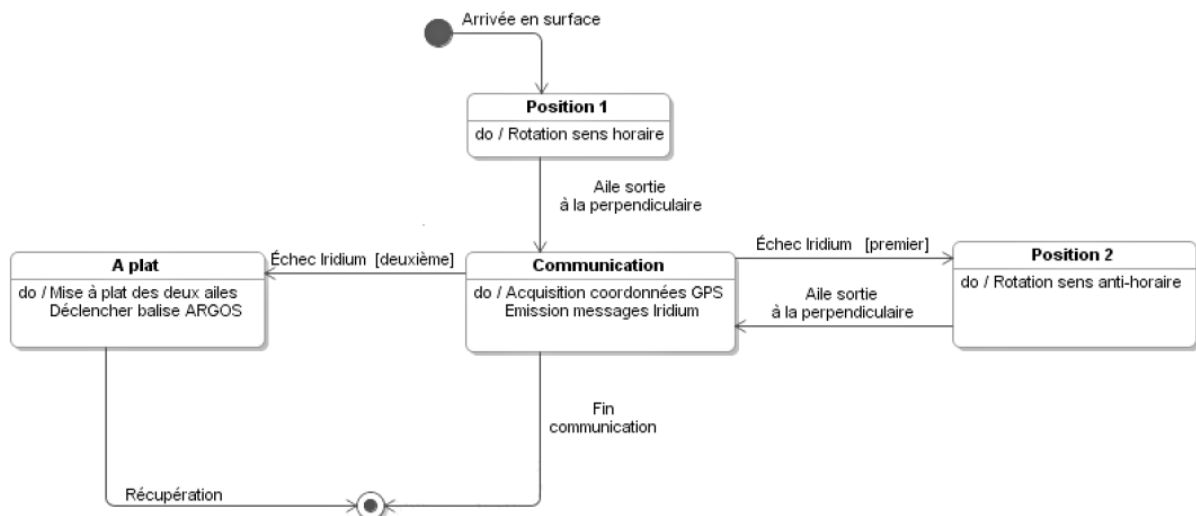 Arrivée en surface
Position 1
do / Rotation sens horaire
Aile sortie
à la perpendiculaire
Échec Iridium [deuxième]
Échec Iridium [premier]
A plat
do / Mise à plat des deux ailes
Déclencher balise ARGOS
Communication
do / Acquisition coordonnées GPS
Emission messages Iridium
Position 2
do / Rotation sens anti-horaire
Aile sortie
à la perpendiculaire
Fin
communication
Récupération